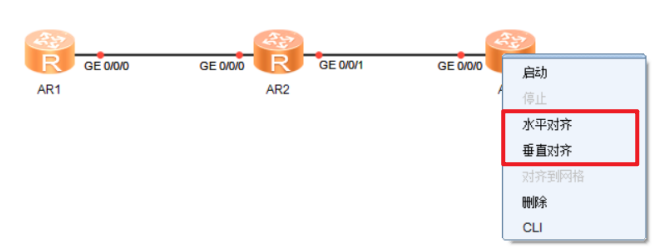 GE 0/0/0 GE 0/0/0 GE 0/0/1 GE 0/0/0
AR1 AR2
启动
停止
水平对齐
垂直对齐
对齐到网格
删除
CLI